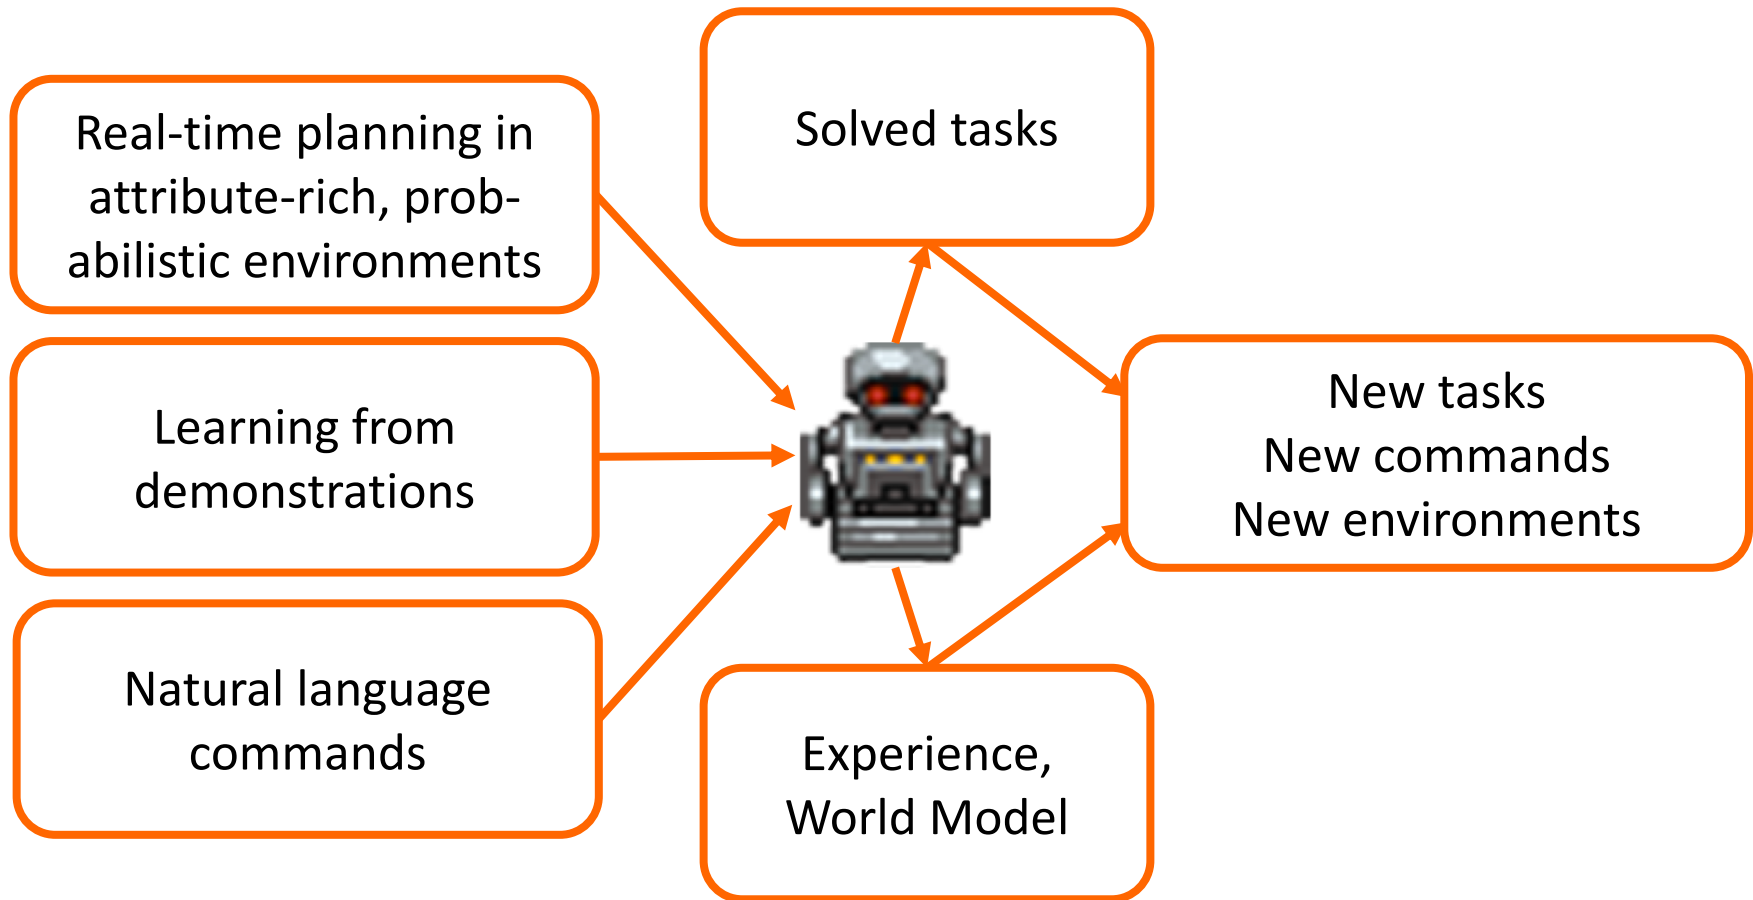 Real-time planning in
attribute-rich, prob-
abilistic environments
Learning from
demonstrations
Natural language
commands
Solved tasks
Experience,
World Model
New tasks
New commands
New environments